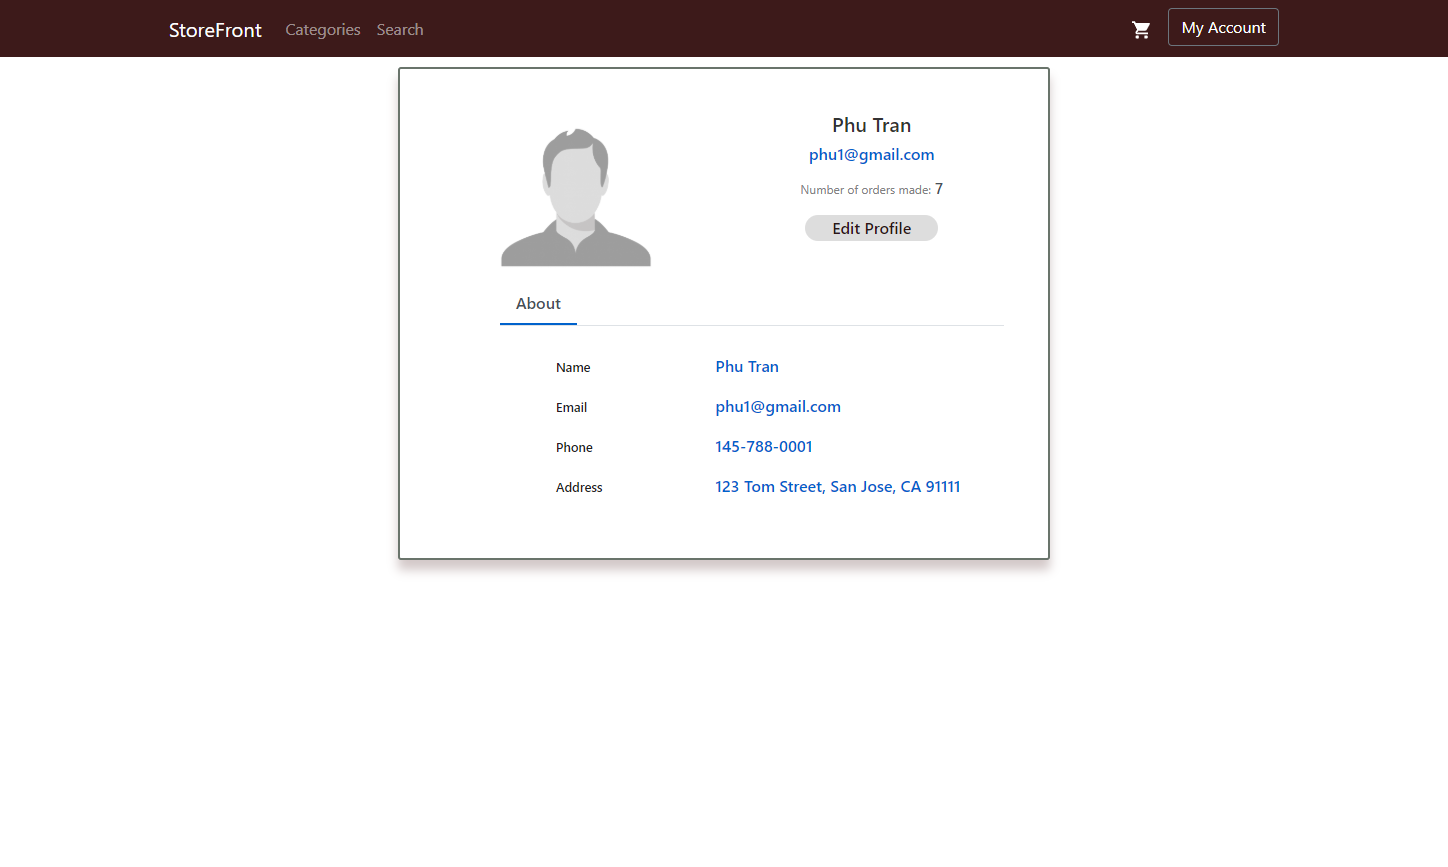 StoreFront Categories Search My Account
Phu Tran
phu1@gmail.com
Number of orders made: 7
Edit Profile
About
Name Phu Tran
Email phu1@gmail.com
Phone 145-788-0001
Address 123 Tom Street, San Jose, CA 91111